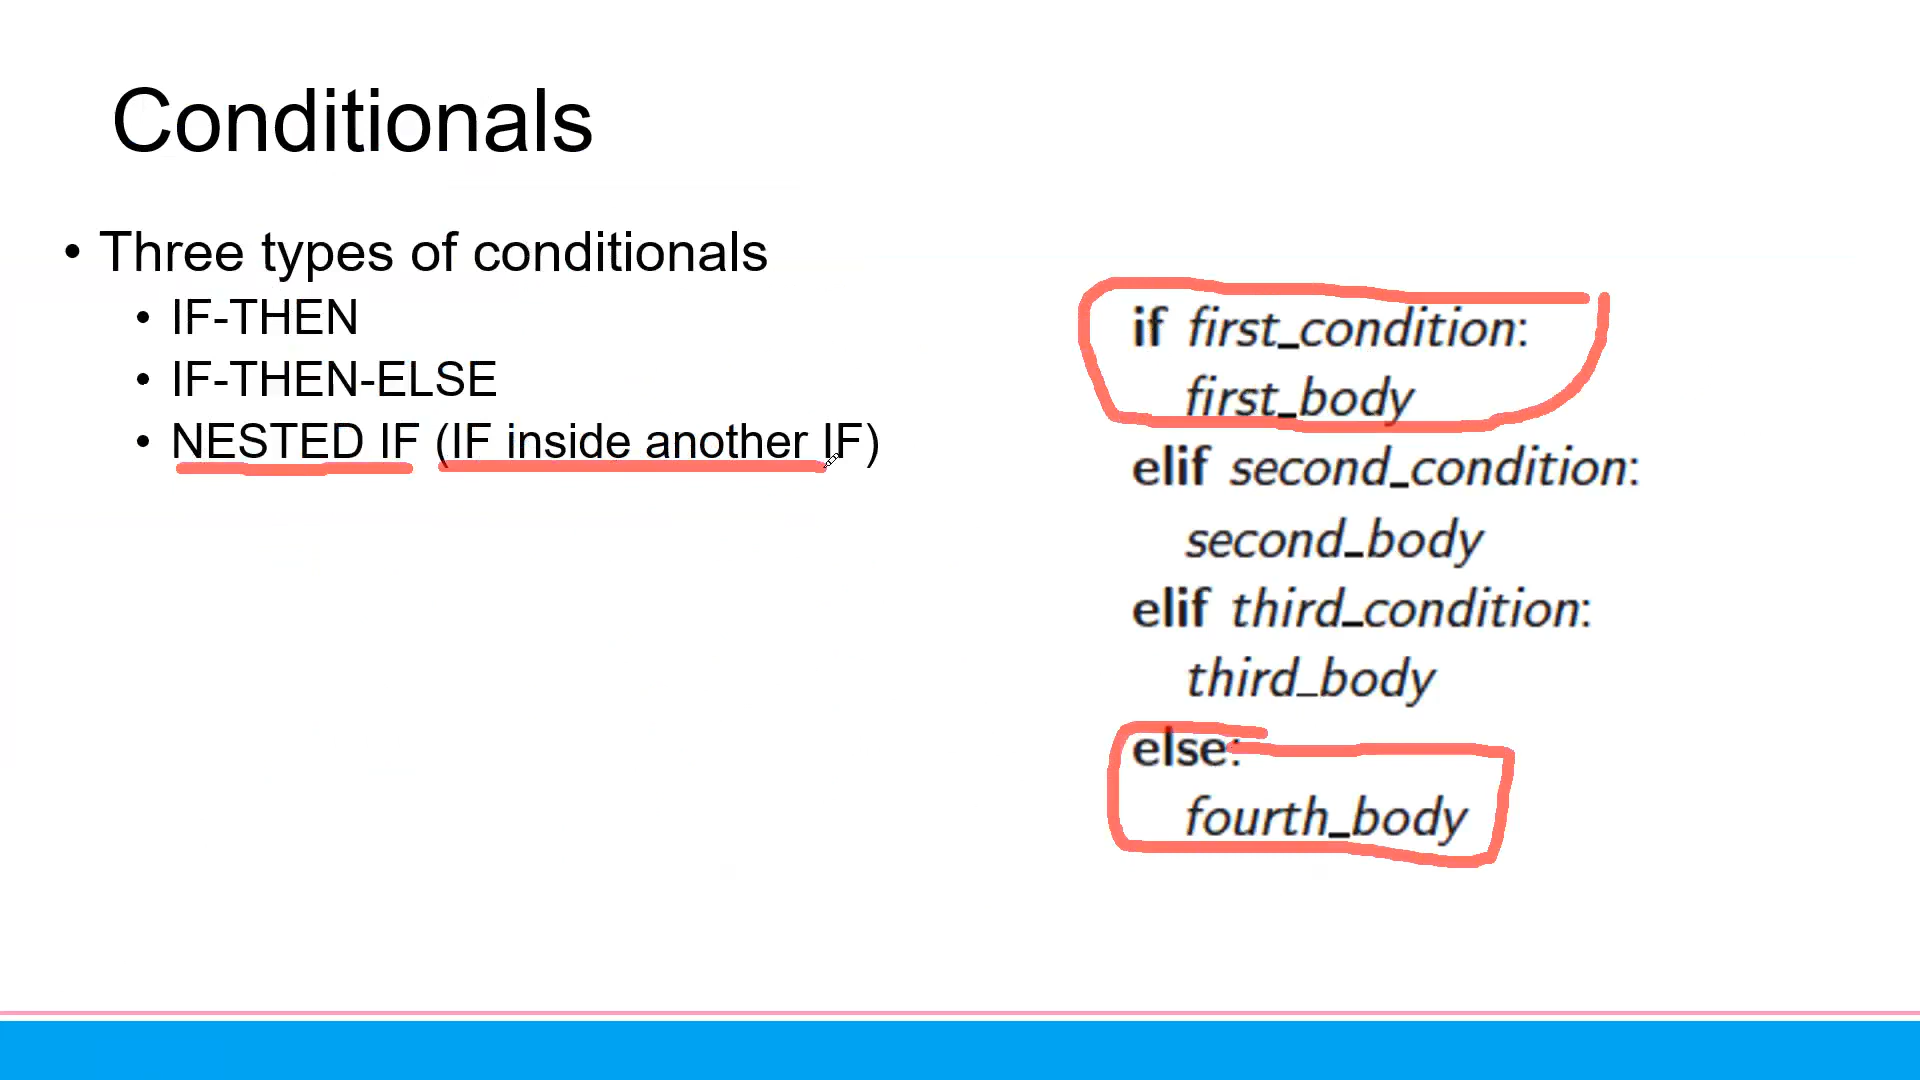 Conditionals
• Three types of conditionals
• IF-THEN
• IF-THEN-ELSE
• NESTED IF (IF inside another IF)
if first_condition:
first_body
elif second_condition:
second_body
elif third_condition:
third_body
else:
fourth_body